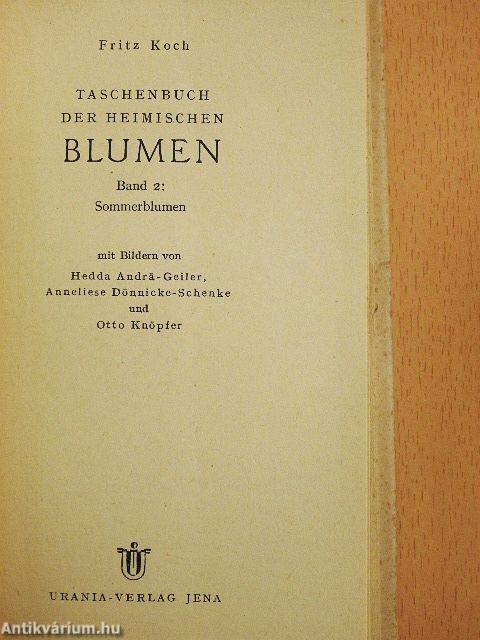 Fritz Koch
TASCHENBUCH
DER HEIMISCHEN
BLUMEN
Band 2:
Sommerblumen
mit Bildern von
Hedda Andrä-Geiler,
Anneliese Dönnicke-Schenke
und
Otto Knöpfer
URANIA-VERLAG JENA
Antikvárium.hu